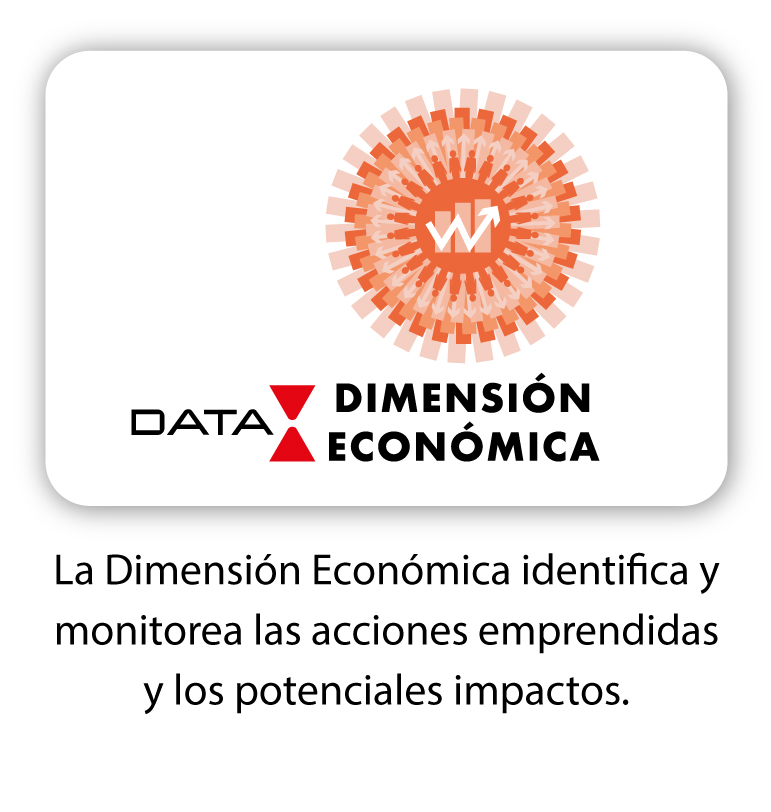 DATA
DIMENSIÓN
ECONÓMICA
La Dimensión Económica identifica y
monitorea las acciones emprendidas
y los potenciales impactos.